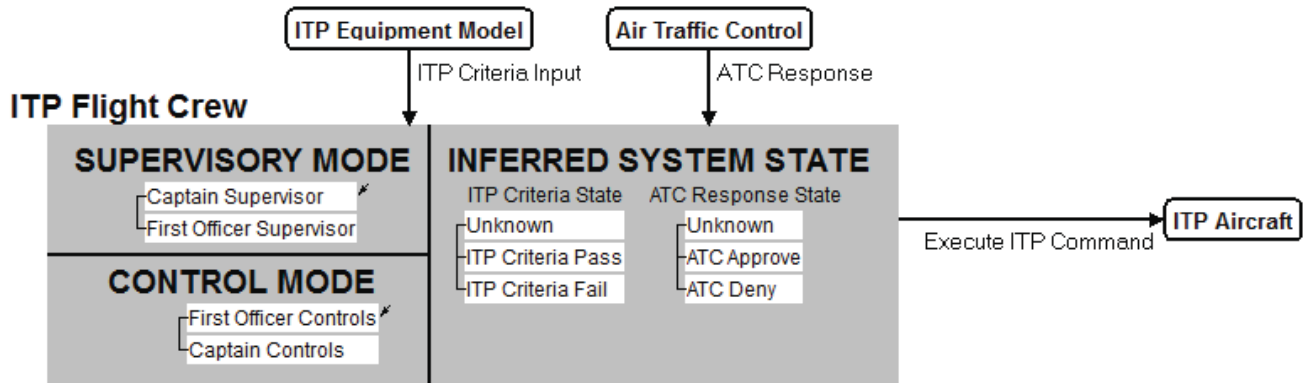 ITP Equipment Model
Air Traffic Control
ITP Criteria Input
ATC Response
ITP Flight Crew
SUPERVISORY MODE
Captain Supervisor
First Officer Supervisor
CONTROL MODE
First Officer Controls
Captain Controls
INFERRED SYSTEM STATE
ITP Criteria State
Unknown
ITP Criteria Pass
ITP Criteria Fail
ATC Response State
Unknown
ATC Approve
ATC Deny
Execute ITP Command
ITP Aircraft